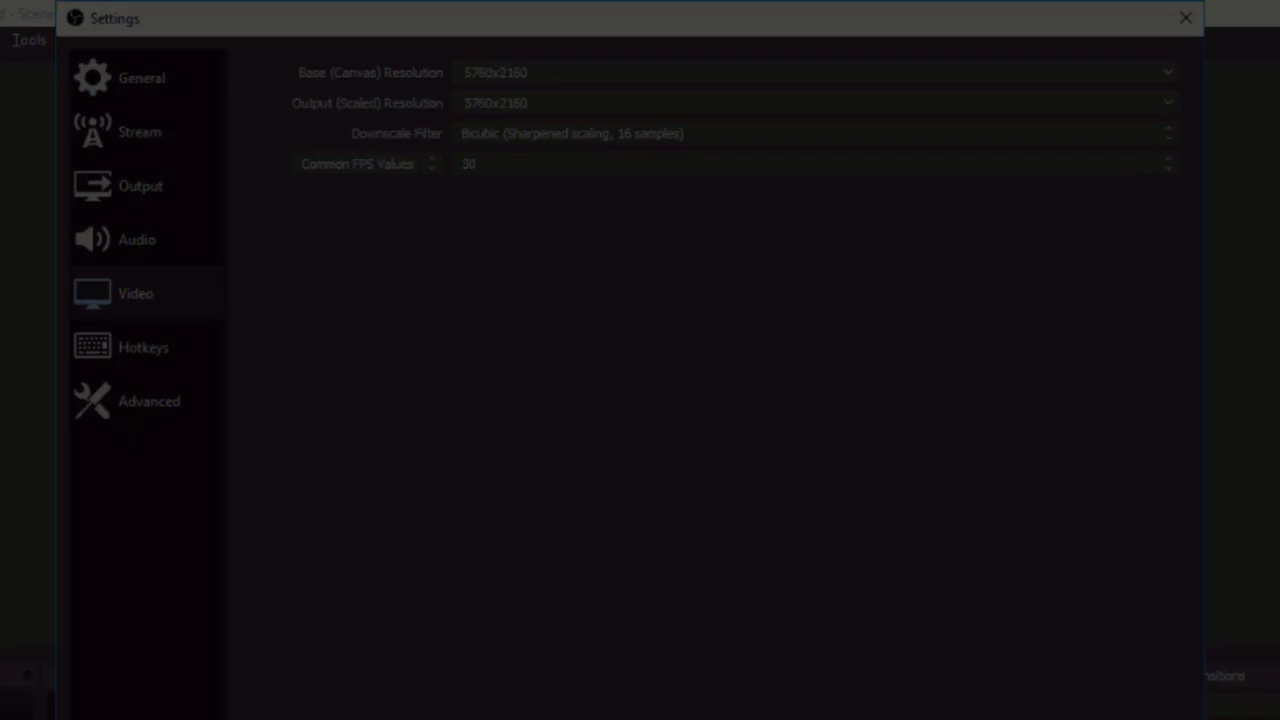 Settings
Tools
General
Stream
Output
Audio
Video
Hotkeys
Advanced
Base (Canvas) Resolution 5760x2160
Output (Scaled) Resolution 5760x2160
Downscale Filter Bicubic (Sharpened scaling, 16 samples)
Common FPS Values 30
nsitions